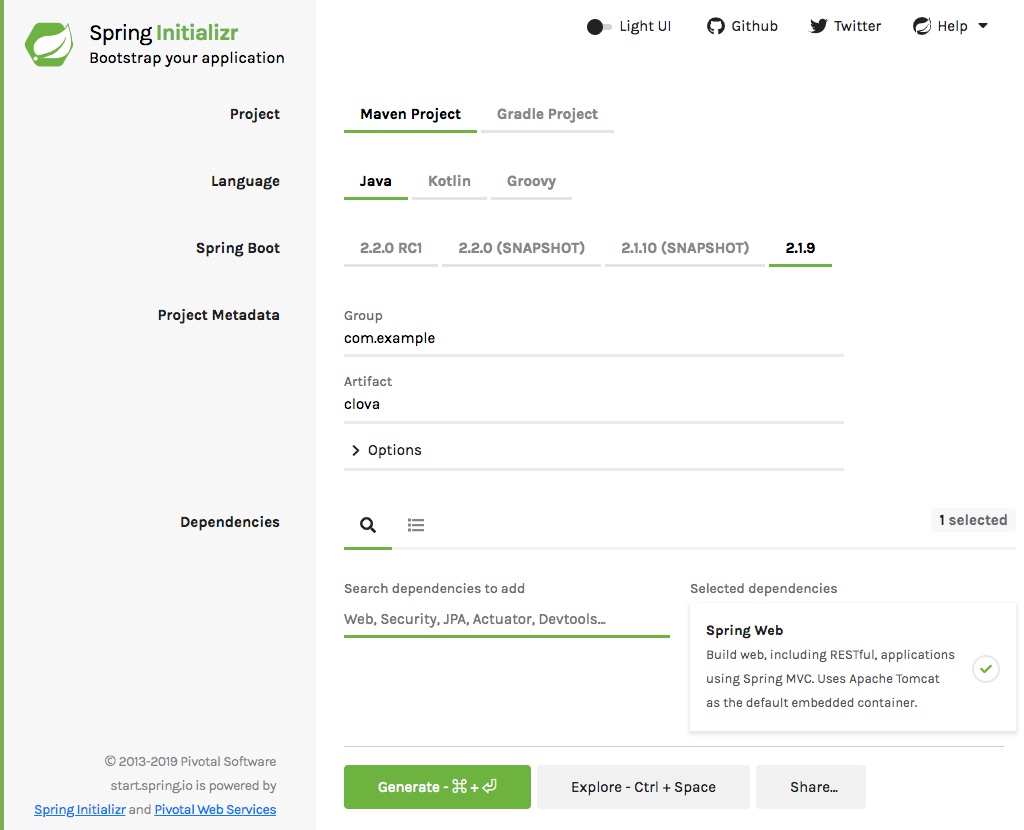 Spring Initializr
Bootstrap your application
Light UI
Github
Twitter
Help
Project
Maven Project
Gradle Project
Language
Java
Kotlin
Groovy
Spring Boot
2.2.0 RC1
2.2.0 (SNAPSHOT)
2.1.10 (SNAPSHOT)
2.1.9
Project Metadata
Group
com.example
Artifact
clova
Options
Dependencies
1 selected
Search dependencies to add
Web, Security, JPA, Actuator, Devtools...
Selected dependencies
Spring Web
Build web, including RESTful, applications
using Spring MVC. Uses Apache Tomcat
as the default embedded container.
© 2013-2019 Pivotal Software
start.spring.io is powered by
Spring Initializr and Pivotal Web Services
Generate - ⌘ + ⏎
Explore - Ctrl + Space
Share...